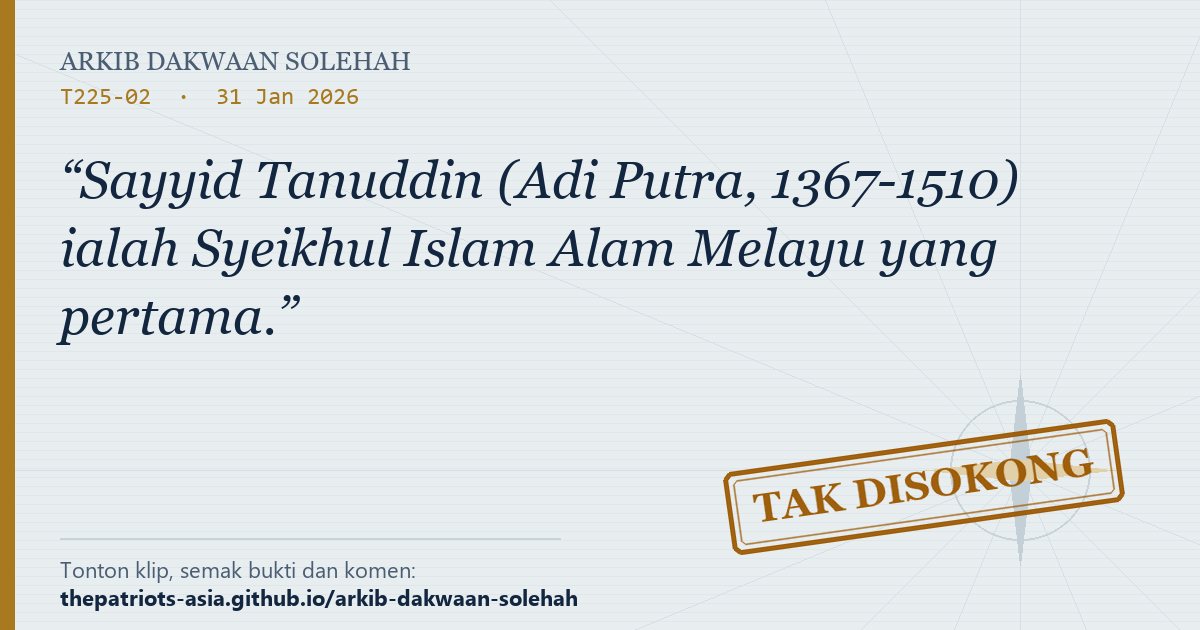 ARKIB DAKWAAN SOLEHAH
T225-02 · 31 Jan 2026
“Sayyid Tanuddin (Adi Putra, 1367-1510)
ialah Syeikhul Islam Alam Melayu yang
pertama.”
TAK DISOKONG
Tonton klip, semak bukti dan komen:
thepatriots-asia.github.io/arkib-dakwaan-solehah